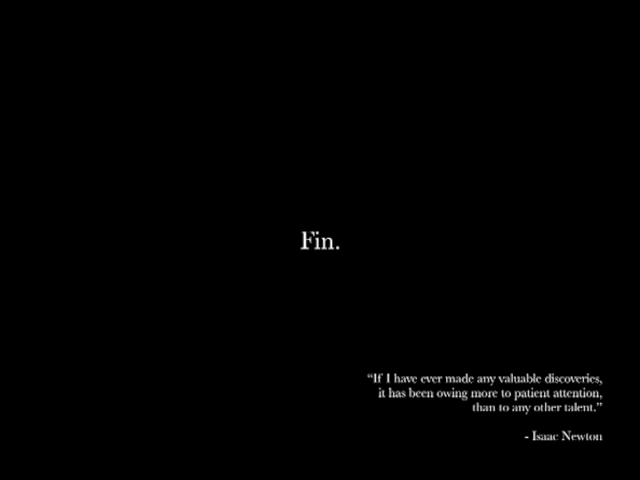 Fin.
“If I have ever made any valuable discoveries,
it has been owing more to patient attention,
than to any other talent.”
- Isaac Newton